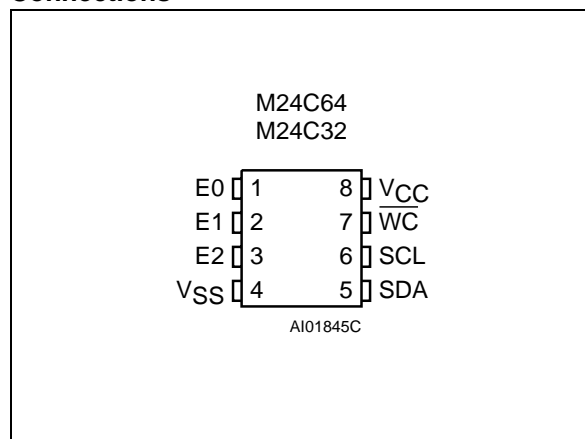 Connections
M24C64
M24C32
E0 1 8 VCC
E1 2 7 WC
E2 3 6 SCL
VSS 4 5 SDA
AI01845C